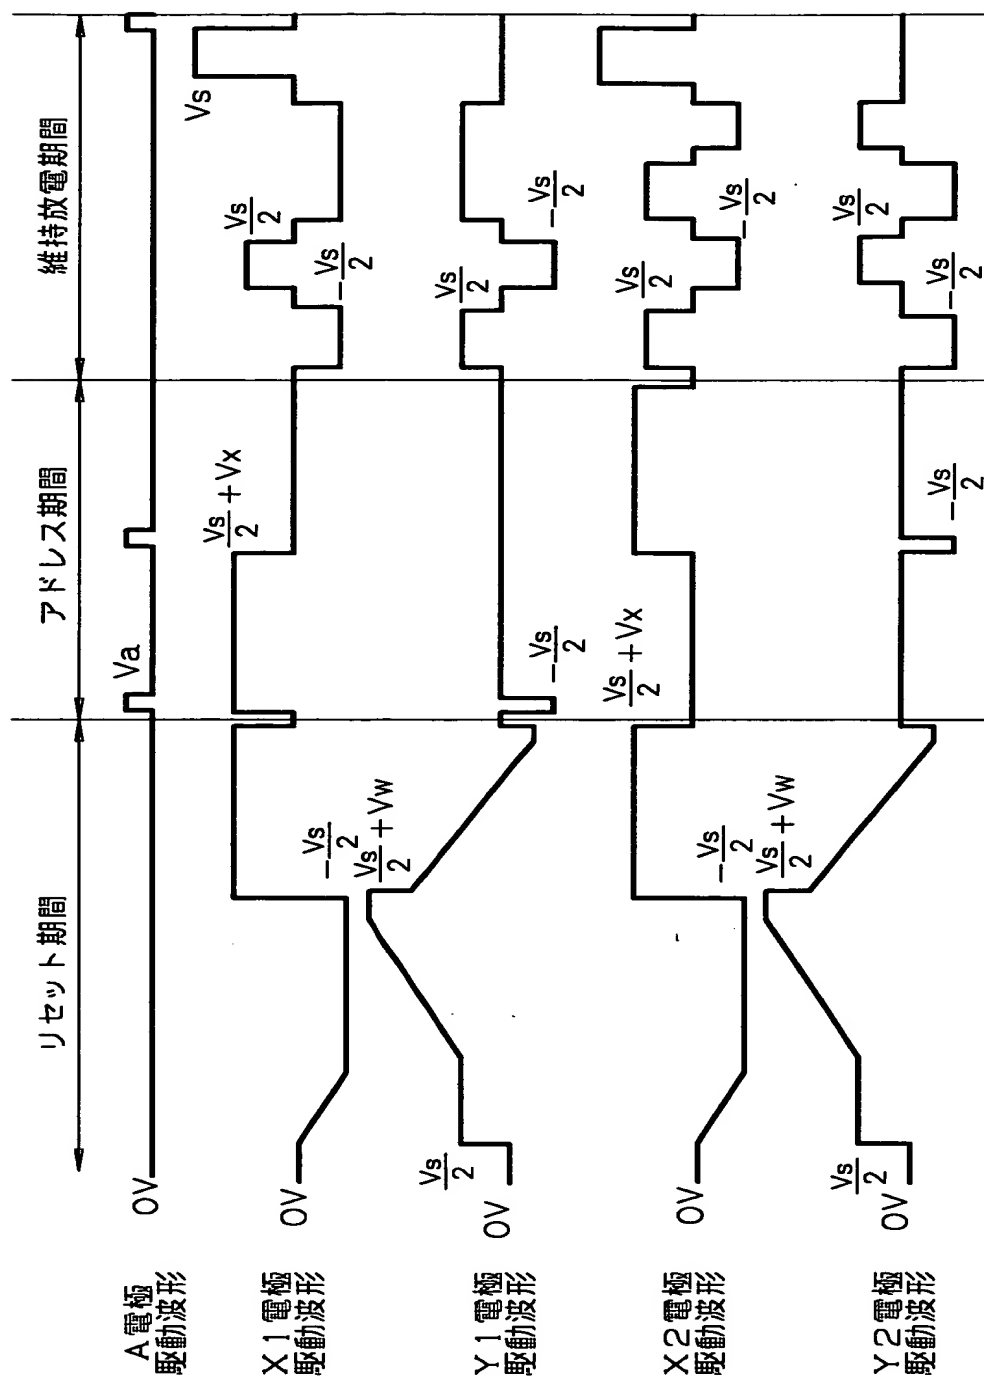 リセット期間
アドレス期間
維持放電期間
A電極
駆動波形
0V
Va
X1電極
駆動波形
0V
-Vs/2
Vs/2+Vx
-Vs/2
Vs/2
Vs
Y1電極
駆動波形
0V
Vs/2
Vs/2+Vw
-Vs/2
Vs/2
-Vs/2
X2電極
駆動波形
0V
-Vs/2
Vs/2+Vx
Vs/2
-Vs/2
Y2電極
駆動波形
0V
Vs/2
Vs/2+Vw
-Vs/2
-Vs/2
Vs/2